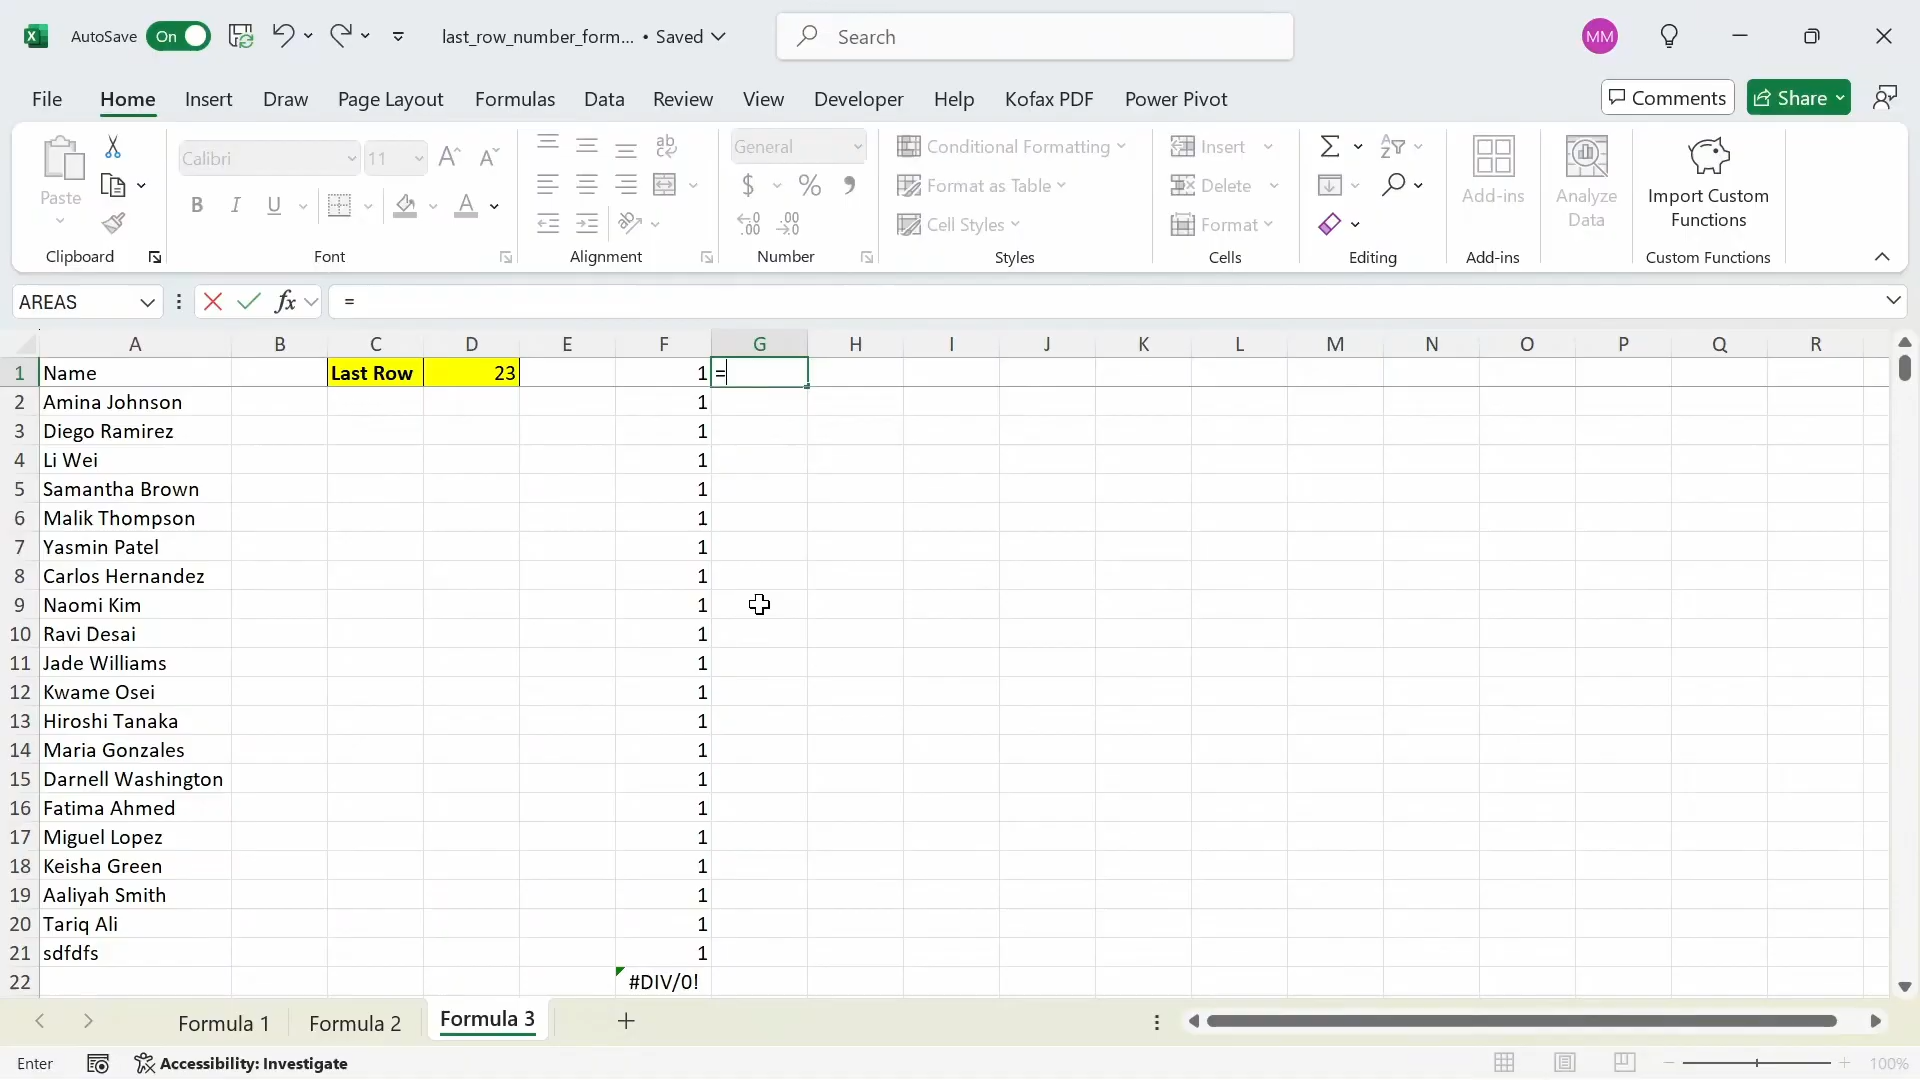 AutoSave On last_row_number_form... • Saved Search MM
File Home Insert Draw Page Layout Formulas Data Review View Developer Help Kofax PDF Power Pivot Comments Share
Paste Calibri 11 A A ab General Conditional Formatting Insert Σ
B I U A $ % Format as Table Delete Add-ins Analyze Data Import Custom Functions
Cell Styles Format
Clipboard Font Alignment Number Styles Cells Editing Add-ins Custom Functions
AREAS fx =
A B C D E F G H I J K L M N O P Q R
1 Name Last Row 23 1 =
2 Amina Johnson 1
3 Diego Ramirez 1
4 Li Wei 1
5 Samantha Brown 1
6 Malik Thompson 1
7 Yasmin Patel 1
8 Carlos Hernandez 1
9 Naomi Kim 1
10 Ravi Desai 1
11 Jade Williams 1
12 Kwame Osei 1
13 Hiroshi Tanaka 1
14 Maria Gonzales 1
15 Darnell Washington 1
16 Fatima Ahmed 1
17 Miguel Lopez 1
18 Keisha Green 1
19 Aaliyah Smith 1
20 Tariq Ali 1
21 sdfdfs 1
22 #DIV/0!
Formula 1 Formula 2 Formula 3
Enter Accessibility: Investigate 100%